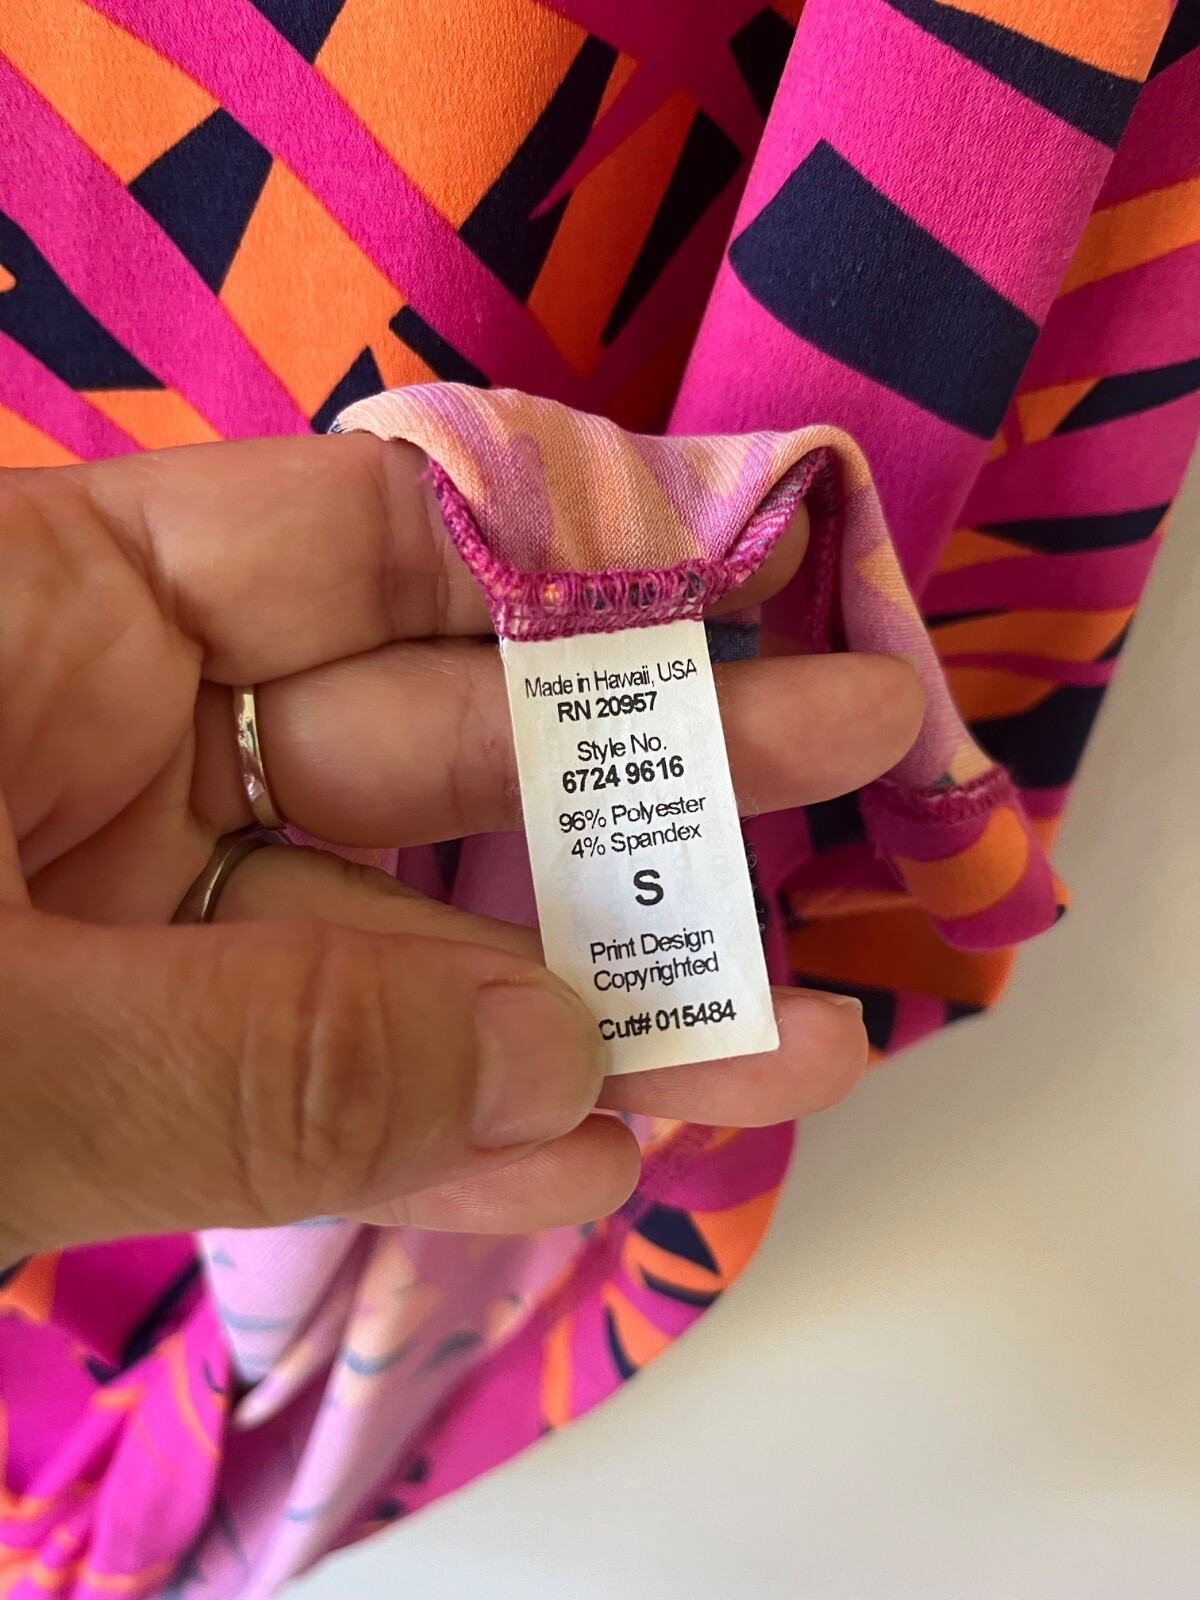 Made in Hawaii, USA
RN 20957
Style No.
6724 9616
96% Polyester
4% Spandex
S
Print Design
Copyrighted
Cut# 015484